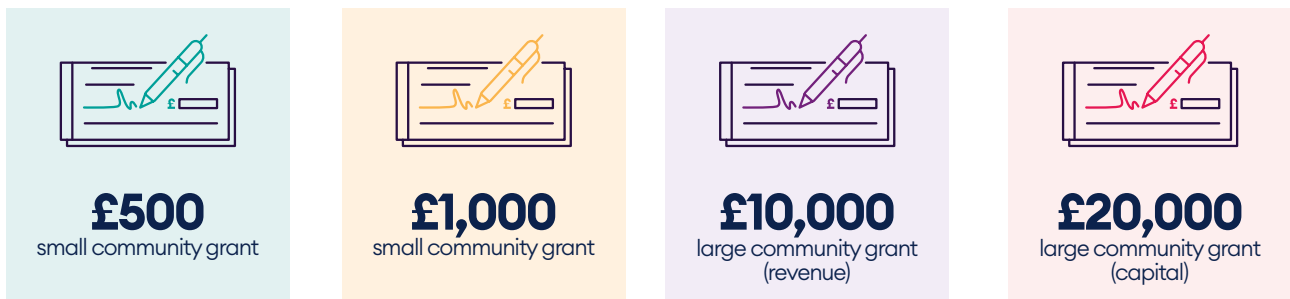 £
£500
small community grant
£
£1,000
small community grant
£
£10,000
large community grant
(revenue)
£
£20,000
large community grant
(capital)